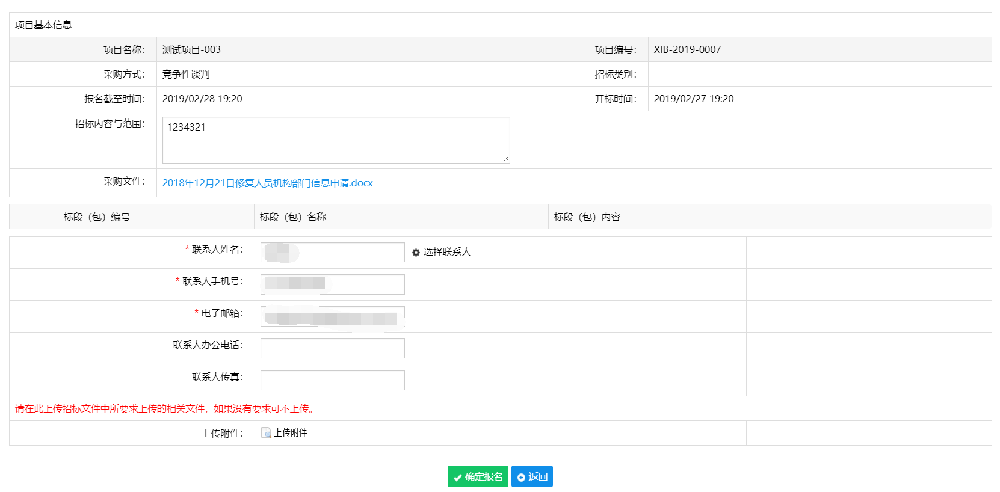 项目基本信息
项目名称： 测试项目-003 项目编号： XIB-2019-0007
采购方式： 竞争性谈判 招标类别：
报名截至时间： 2019/02/28 19:20 开标时间： 2019/02/27 19:20
招标内容与范围： 1234321
采购文件： 2018年12月21日修复人员机构部门信息申请.docx
标段（包）编号 标段（包）名称 标段（包）内容
* 联系人姓名： 选择联系人
* 联系人手机号：
* 电子邮箱：
联系人办公电话：
联系人传真：
请在此上传招标文件中所要求上传的相关文件，如果没有要求可不上传。
上传附件： 上传附件
确定报名 返回